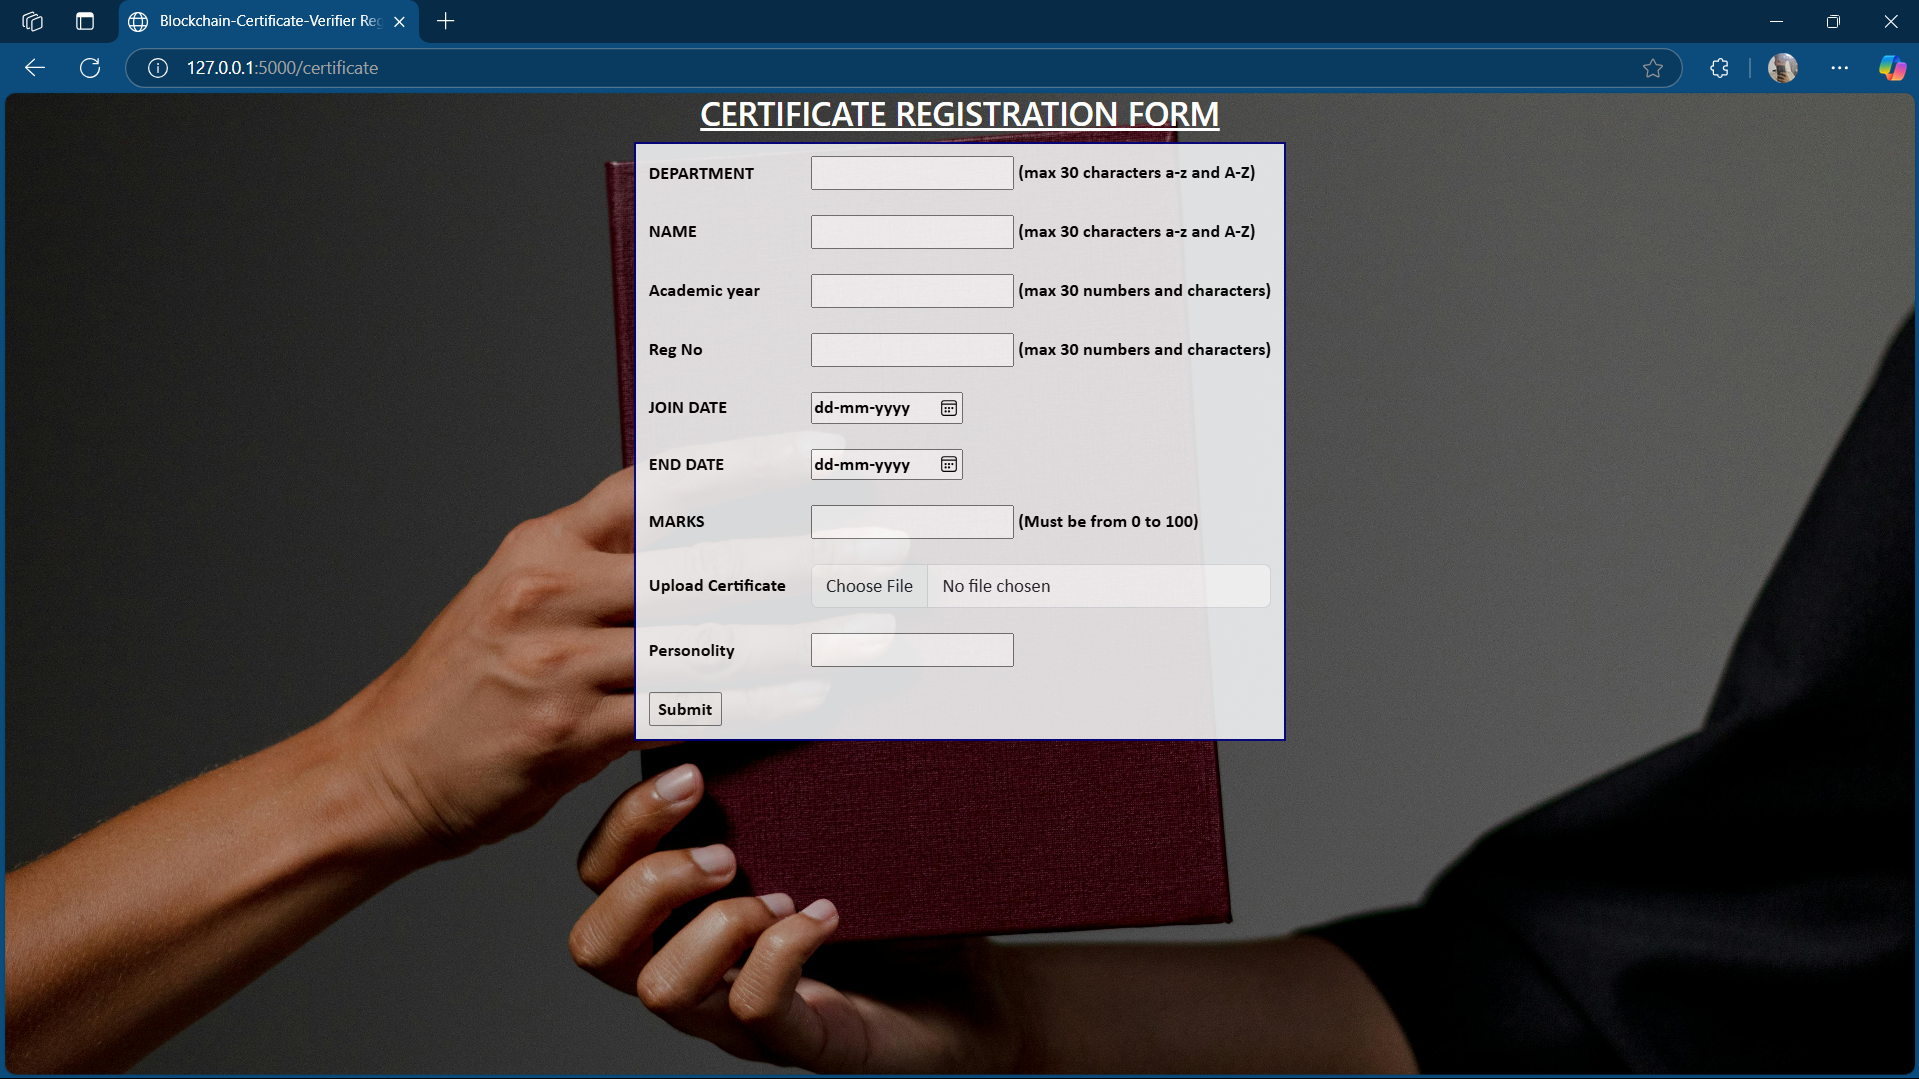 Blockchain-Certificate-Verifier Reg
127.0.0.1:5000/certificate
CERTIFICATE REGISTRATION FORM
DEPARTMENT (max 30 characters a-z and A-Z)
NAME (max 30 characters a-z and A-Z)
Academic year (max 30 numbers and characters)
Reg No (max 30 numbers and characters)
JOIN DATE dd-mm-yyyy
END DATE dd-mm-yyyy
MARKS (Must be from 0 to 100)
Upload Certificate Choose File No file chosen
Personolity
Submit